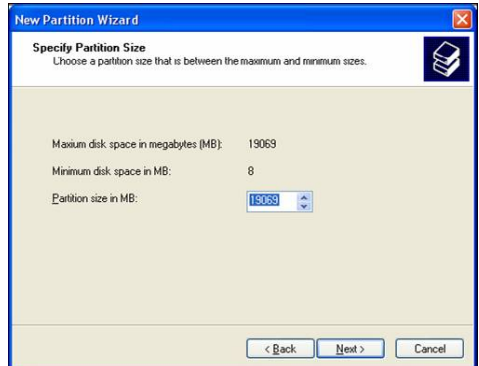 New Partition Wizard
Specify Partition Size
Choose a partition size that is between the maximum and minimum sizes.
Maxium disk space in megabytes (MB): 19069
Minimum disk space in MB: 8
Partition size in MB: 19069
< Back Next > Cancel